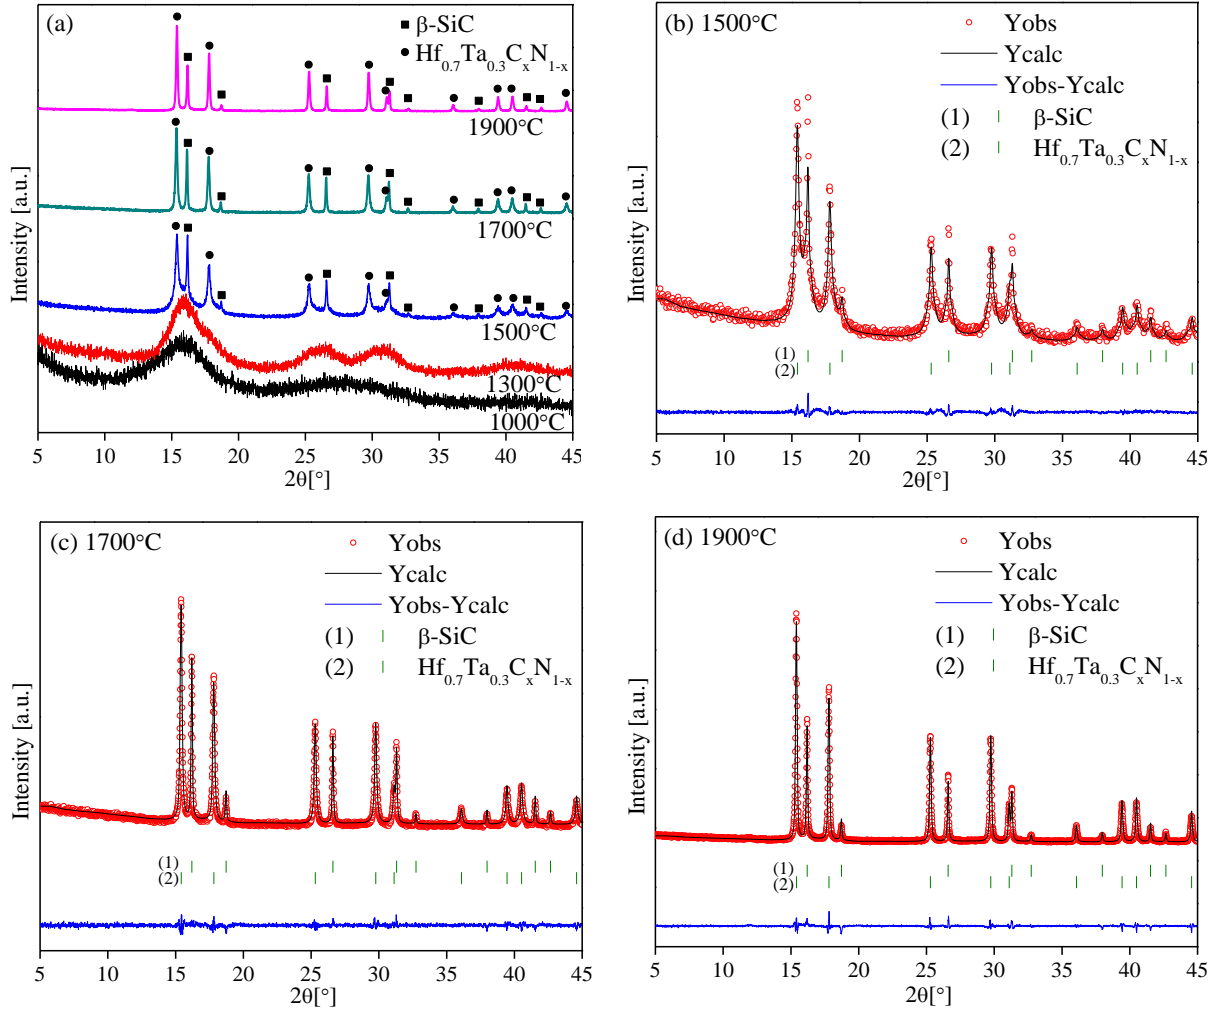 (a)
■ β-SiC
● Hf0.7Ta0.3CxN1-x
1900°C
1700°C
1500°C
1300°C
1000°C
Intensity [a.u.]
5 10 15 20 25 30 35 40 45
2θ[°]
(b) 1500°C
Yobs
Ycalc
Yobs-Ycalc
(1) β-SiC
(2) Hf0.7Ta0.3CxN1-x
(1)
(2)
Intensity [a.u.]
5 10 15 20 25 30 35 40 45
2θ[°]
(c) 1700°C
Yobs
Ycalc
Yobs-Ycalc
(1) β-SiC
(2) Hf0.7Ta0.3CxN1-x
(1)
(2)
Intensity [a.u.]
5 10 15 20 25 30 35 40 45
2θ[°]
(d) 1900°C
Yobs
Ycalc
Yobs-Ycalc
(1) β-SiC
(2) Hf0.7Ta0.3CxN1-x
(1)
(2)
Intensity [a.u.]
5 10 15 20 25 30 35 40 45
2θ[°]